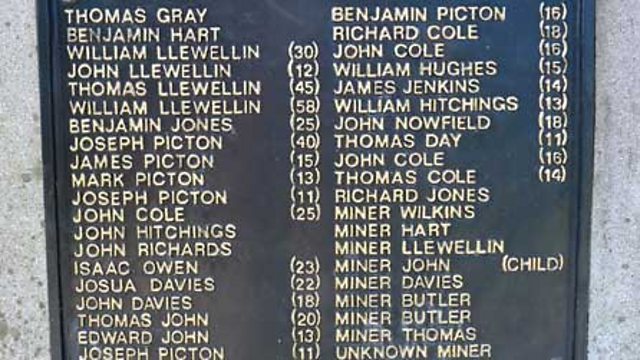 THOMAS GRAY
BENJAMIN HART
WILLIAM LLEWELLIN (30)
JOHN LLEWELLIN (12)
THOMAS LLEWELLIN (45)
WILLIAM LLEWELLIN (58)
BENJAMIN JONES (25)
JOSEPH PICTON (40)
JAMES PICTON (15)
MARK PICTON (13)
JOSEPH PICTON (11)
JOHN COLE (25)
JOHN HITCHINGS
JOHN RICHARDS
ISAAC OWEN (23)
JOSUA DAVIES (22)
JOHN DAVIES (18)
THOMAS JOHN (20)
EDWARD JOHN (13)
JOSEPH PICTON (11)
BENJAMIN PICTON (16)
RICHARD COLE (18)
JOHN COLE (16)
WILLIAM HUGHES (15)
JAMES JENKINS (14)
WILLIAM HITCHINGS (13)
JOHN NOWFIELD (18)
THOMAS DAY (11)
JOHN COLE (16)
THOMAS COLE (14)
RICHARD JONES
MINER WILKINS
MINER HART
MINER LLEWELLIN
MINER JOHN (CHILD)
MINER DAVIES
MINER BUTLER
MINER BUTLER
MINER THOMAS
UNKNOWN MINER